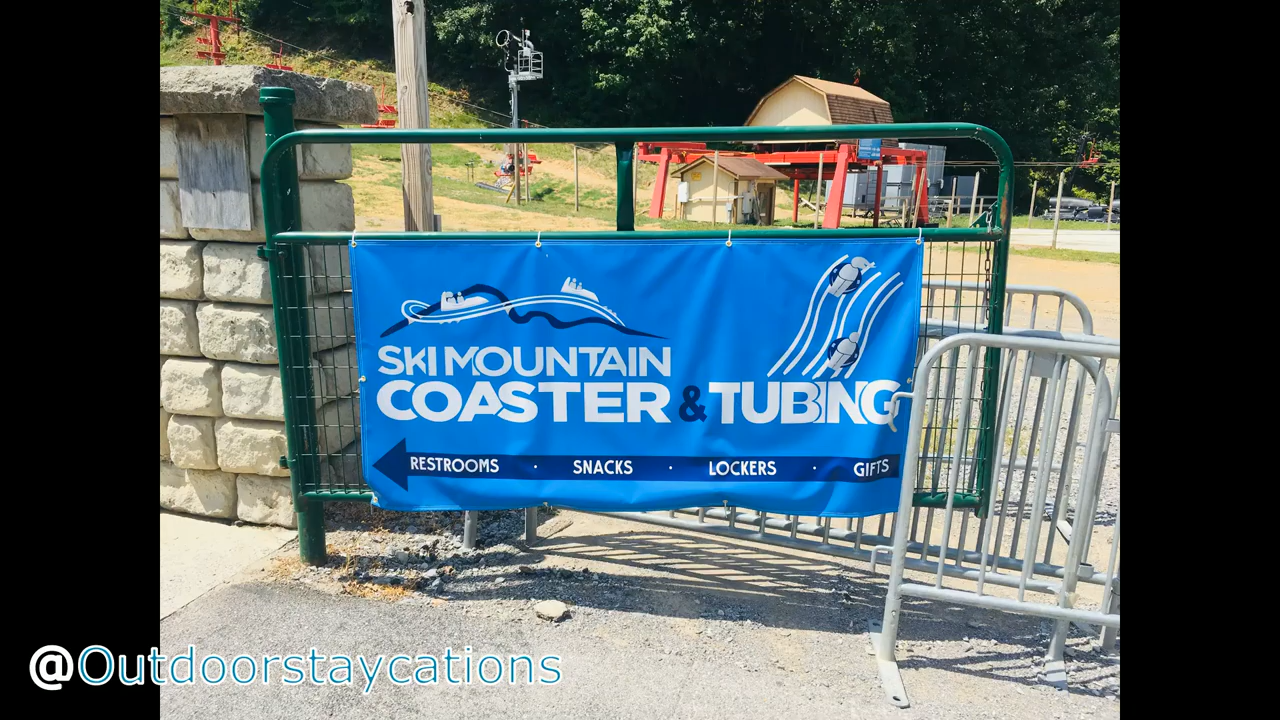 SKI MOUNTAIN
COASTER & TUBING
RESTROOMS · SNACKS · LOCKERS · GIFTS
@Outdoorstaycations